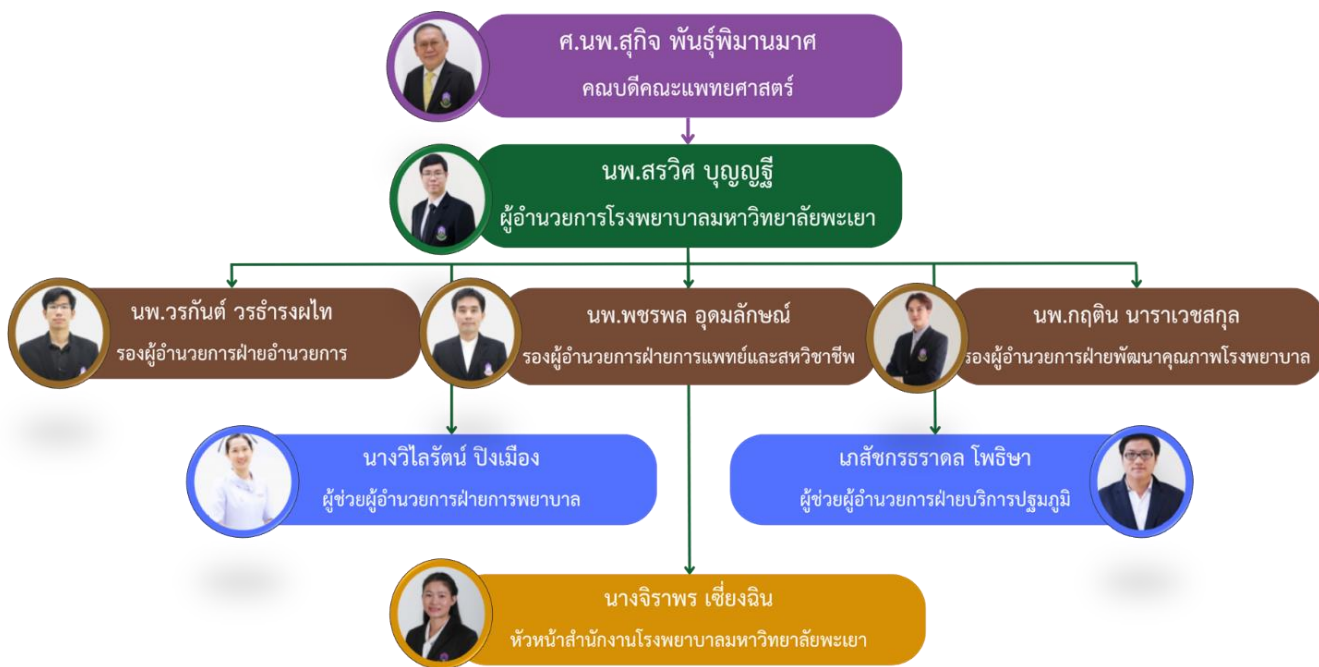 ศ.นพ.สุกิจ พันธุ์พิมานมาศ
คณบดีคณะแพทยศาสตร์
นพ.สรวิศ บุญญฐี
ผู้อำนวยการโรงพยาบาลมหาวิทยาลัยพะเยา
นพ.วรกันต์ วรธำรงผไท
รองผู้อำนวยการฝ่ายอำนวยการ
นพ.พชรพล อุดมลักษณ์
รองผู้อำนวยการฝ่ายการแพทย์และสหวิชาชีพ
นพ.กฤติน นาราเวชสกุล
รองผู้อำนวยการฝ่ายพัฒนาคุณภาพโรงพยาบาล
นางวิไลรัตน์ ปิงเมือง
ผู้ช่วยผู้อำนวยการฝ่ายการพยาบาล
เภสัชกรธราดล โพธิษา
ผู้ช่วยผู้อำนวยการฝ่ายบริการปฐมภูมิ
นางจิราพร เซี่ยงฉิน
หัวหน้าสำนักงานโรงพยาบาลมหาวิทยาลัยพะเยา